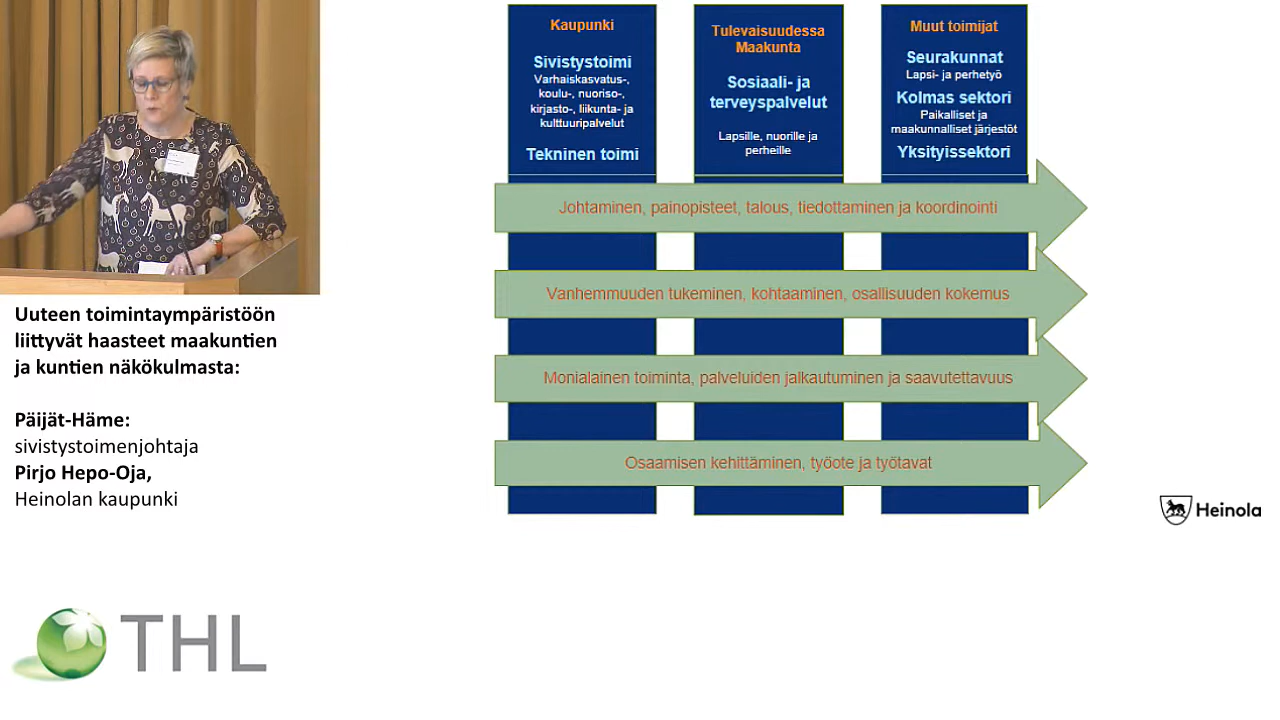 Kaupunki
Sivistystoimi
Varhaiskasvatus-,
koulu-, nuoriso-,
kirjasto-, liikunta- ja
kulttuuripalvelut
Tekninen toimi
Tulevaisuudessa
Maakunta
Sosiaali- ja
terveyspalvelut
Lapsille, nuorille ja
perheille
Muut toimijat
Seurakunnat
Lapsi- ja perhetyö
Kolmas sektori
Paikalliset ja
maakunnalliset järjestöt
Yksityissektori
Johtaminen, painopisteet, talous, tiedottaminen ja koordinointi
Vanhemmuuden tukeminen, kohtaaminen, osallisuuden kokemus
Monialainen toiminta, palveluiden jalkautuminen ja saavutettavuus
Osaamisen kehittäminen, työote ja työtavat
Uuteen toimintaympäristöön
liittyvät haasteet maakuntien
ja kuntien näkökulmasta:
Päijät-Häme:
sivistystoimenjohtaja
Pirjo Hepo-Oja,
Heinolan kaupunki
Heinola
THL